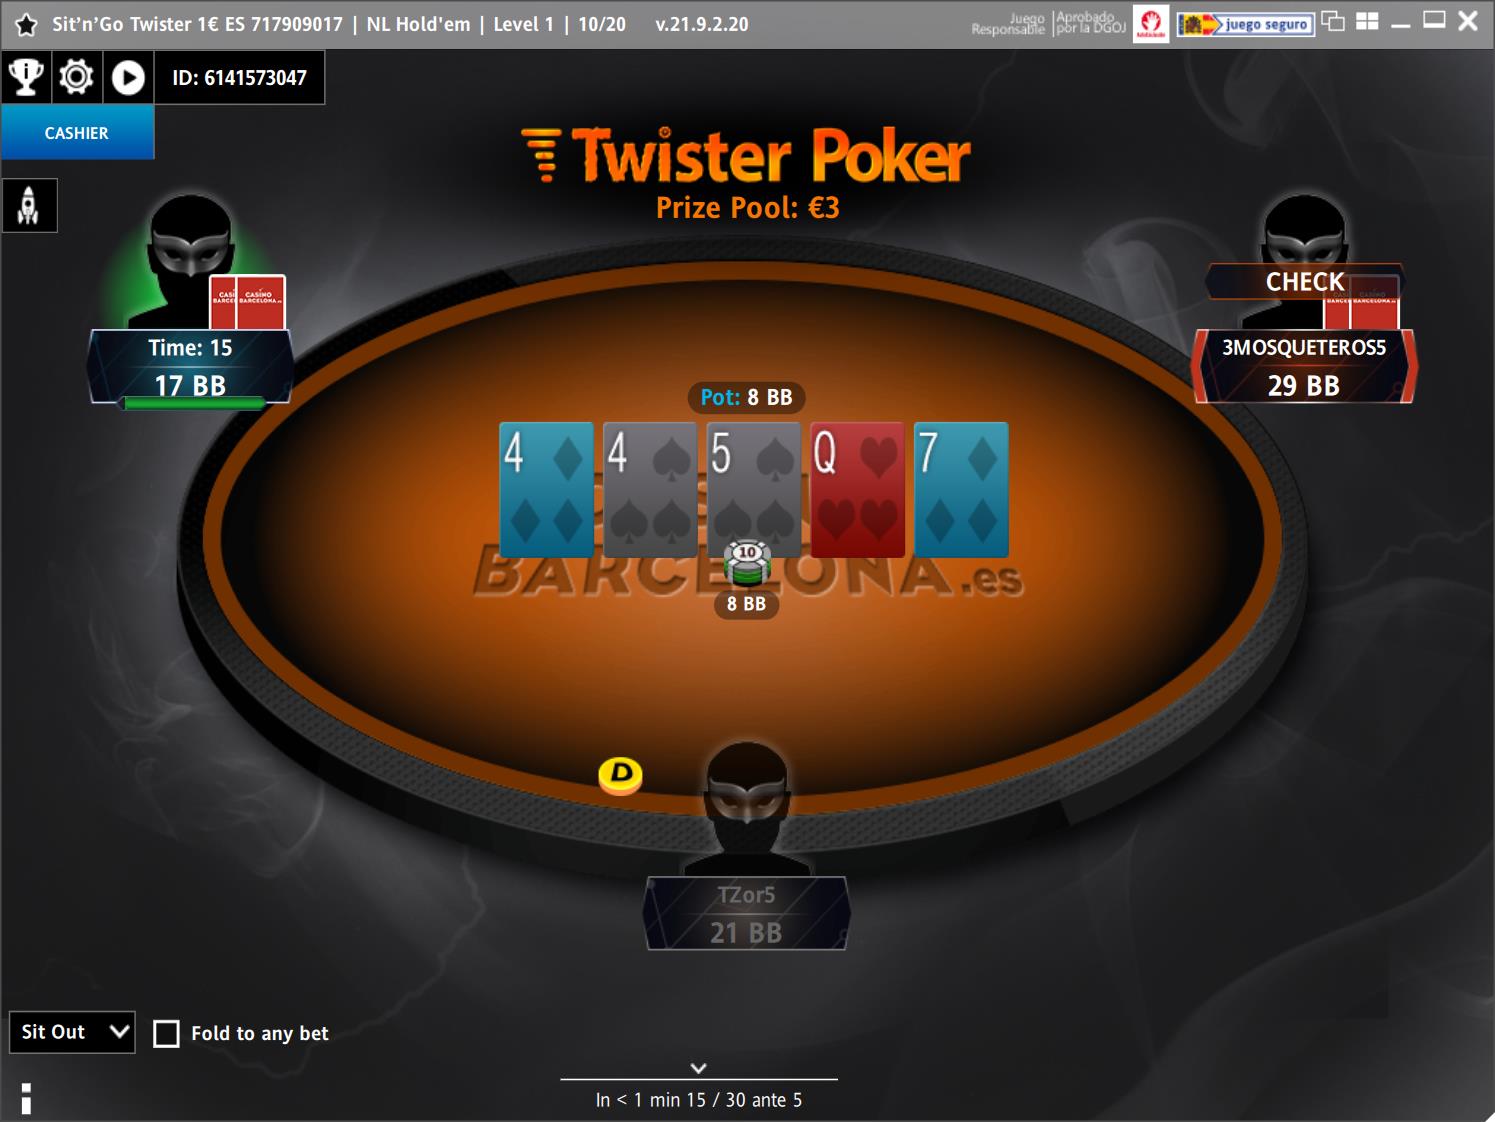 Sit’n’Go Twister 1€ ES 717909017 | NL Hold'em | Level 1 | 10/20 v.21.9.2.20
Juego Responsable
Aprobado por la DGOJ
juego seguro
ID: 6141573047
CASHIER
Twister Poker
Prize Pool: €3
CASINO BARCELONA.es
Time: 15
17 BB
CHECK
3MOSQUETEROS5
29 BB
Pot: 8 BB
4
4
5
Q
7
BARCELONA.es
10
8 BB
D
TZor5
21 BB
Sit Out
Fold to any bet
In < 1 min 15 / 30 ante 5